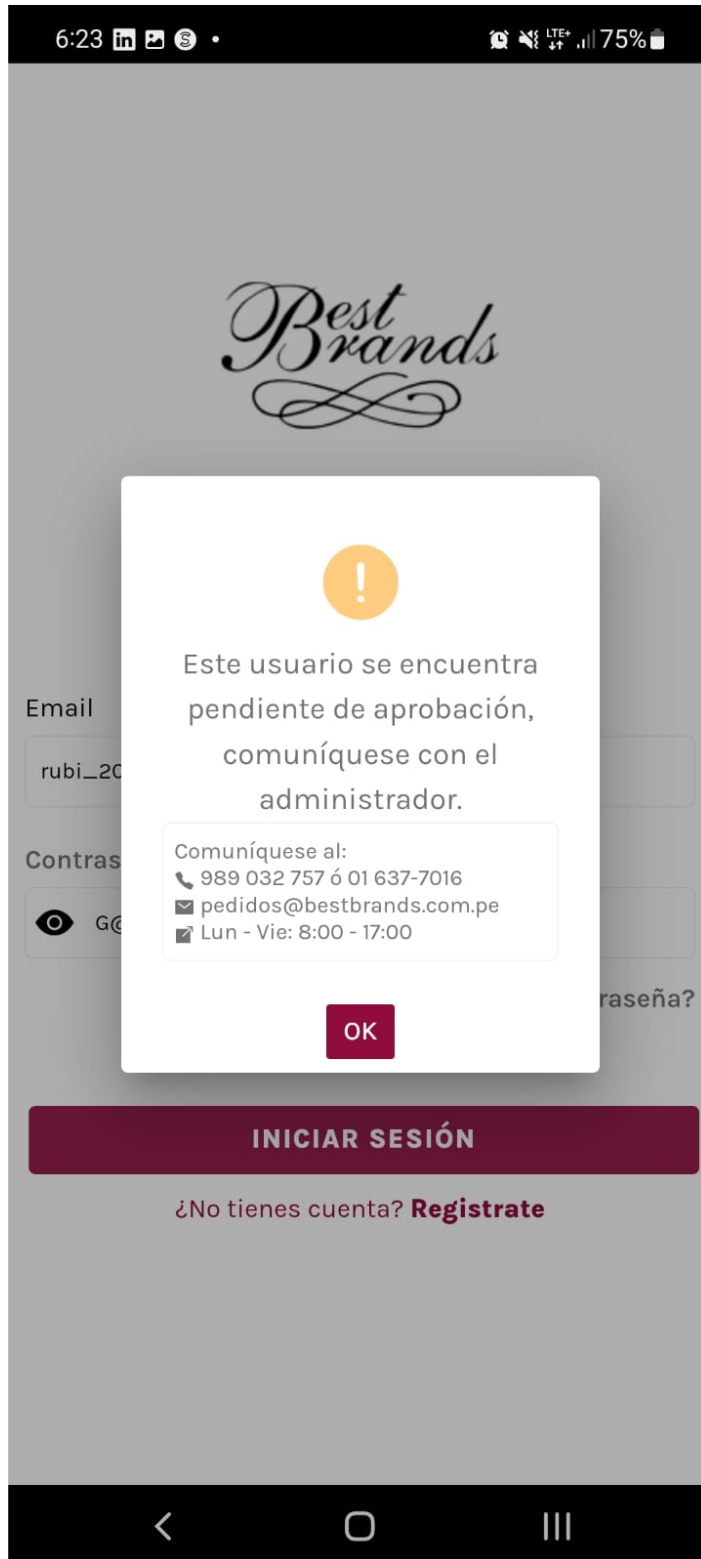 6:23
LTE+
75%
Best
Brands
Este usuario se encuentra
pendiente de aprobación,
comuníquese con el
administrador.
Email
rubi_20
Comuníquese al:
989 032 757 ó 01 637-7016
pedidos@bestbrands.com.pe
Lun - Vie: 8:00 - 17:00
Contras
G@
raseña?
OK
INICIAR SESIÓN
¿No tienes cuenta? Registrate